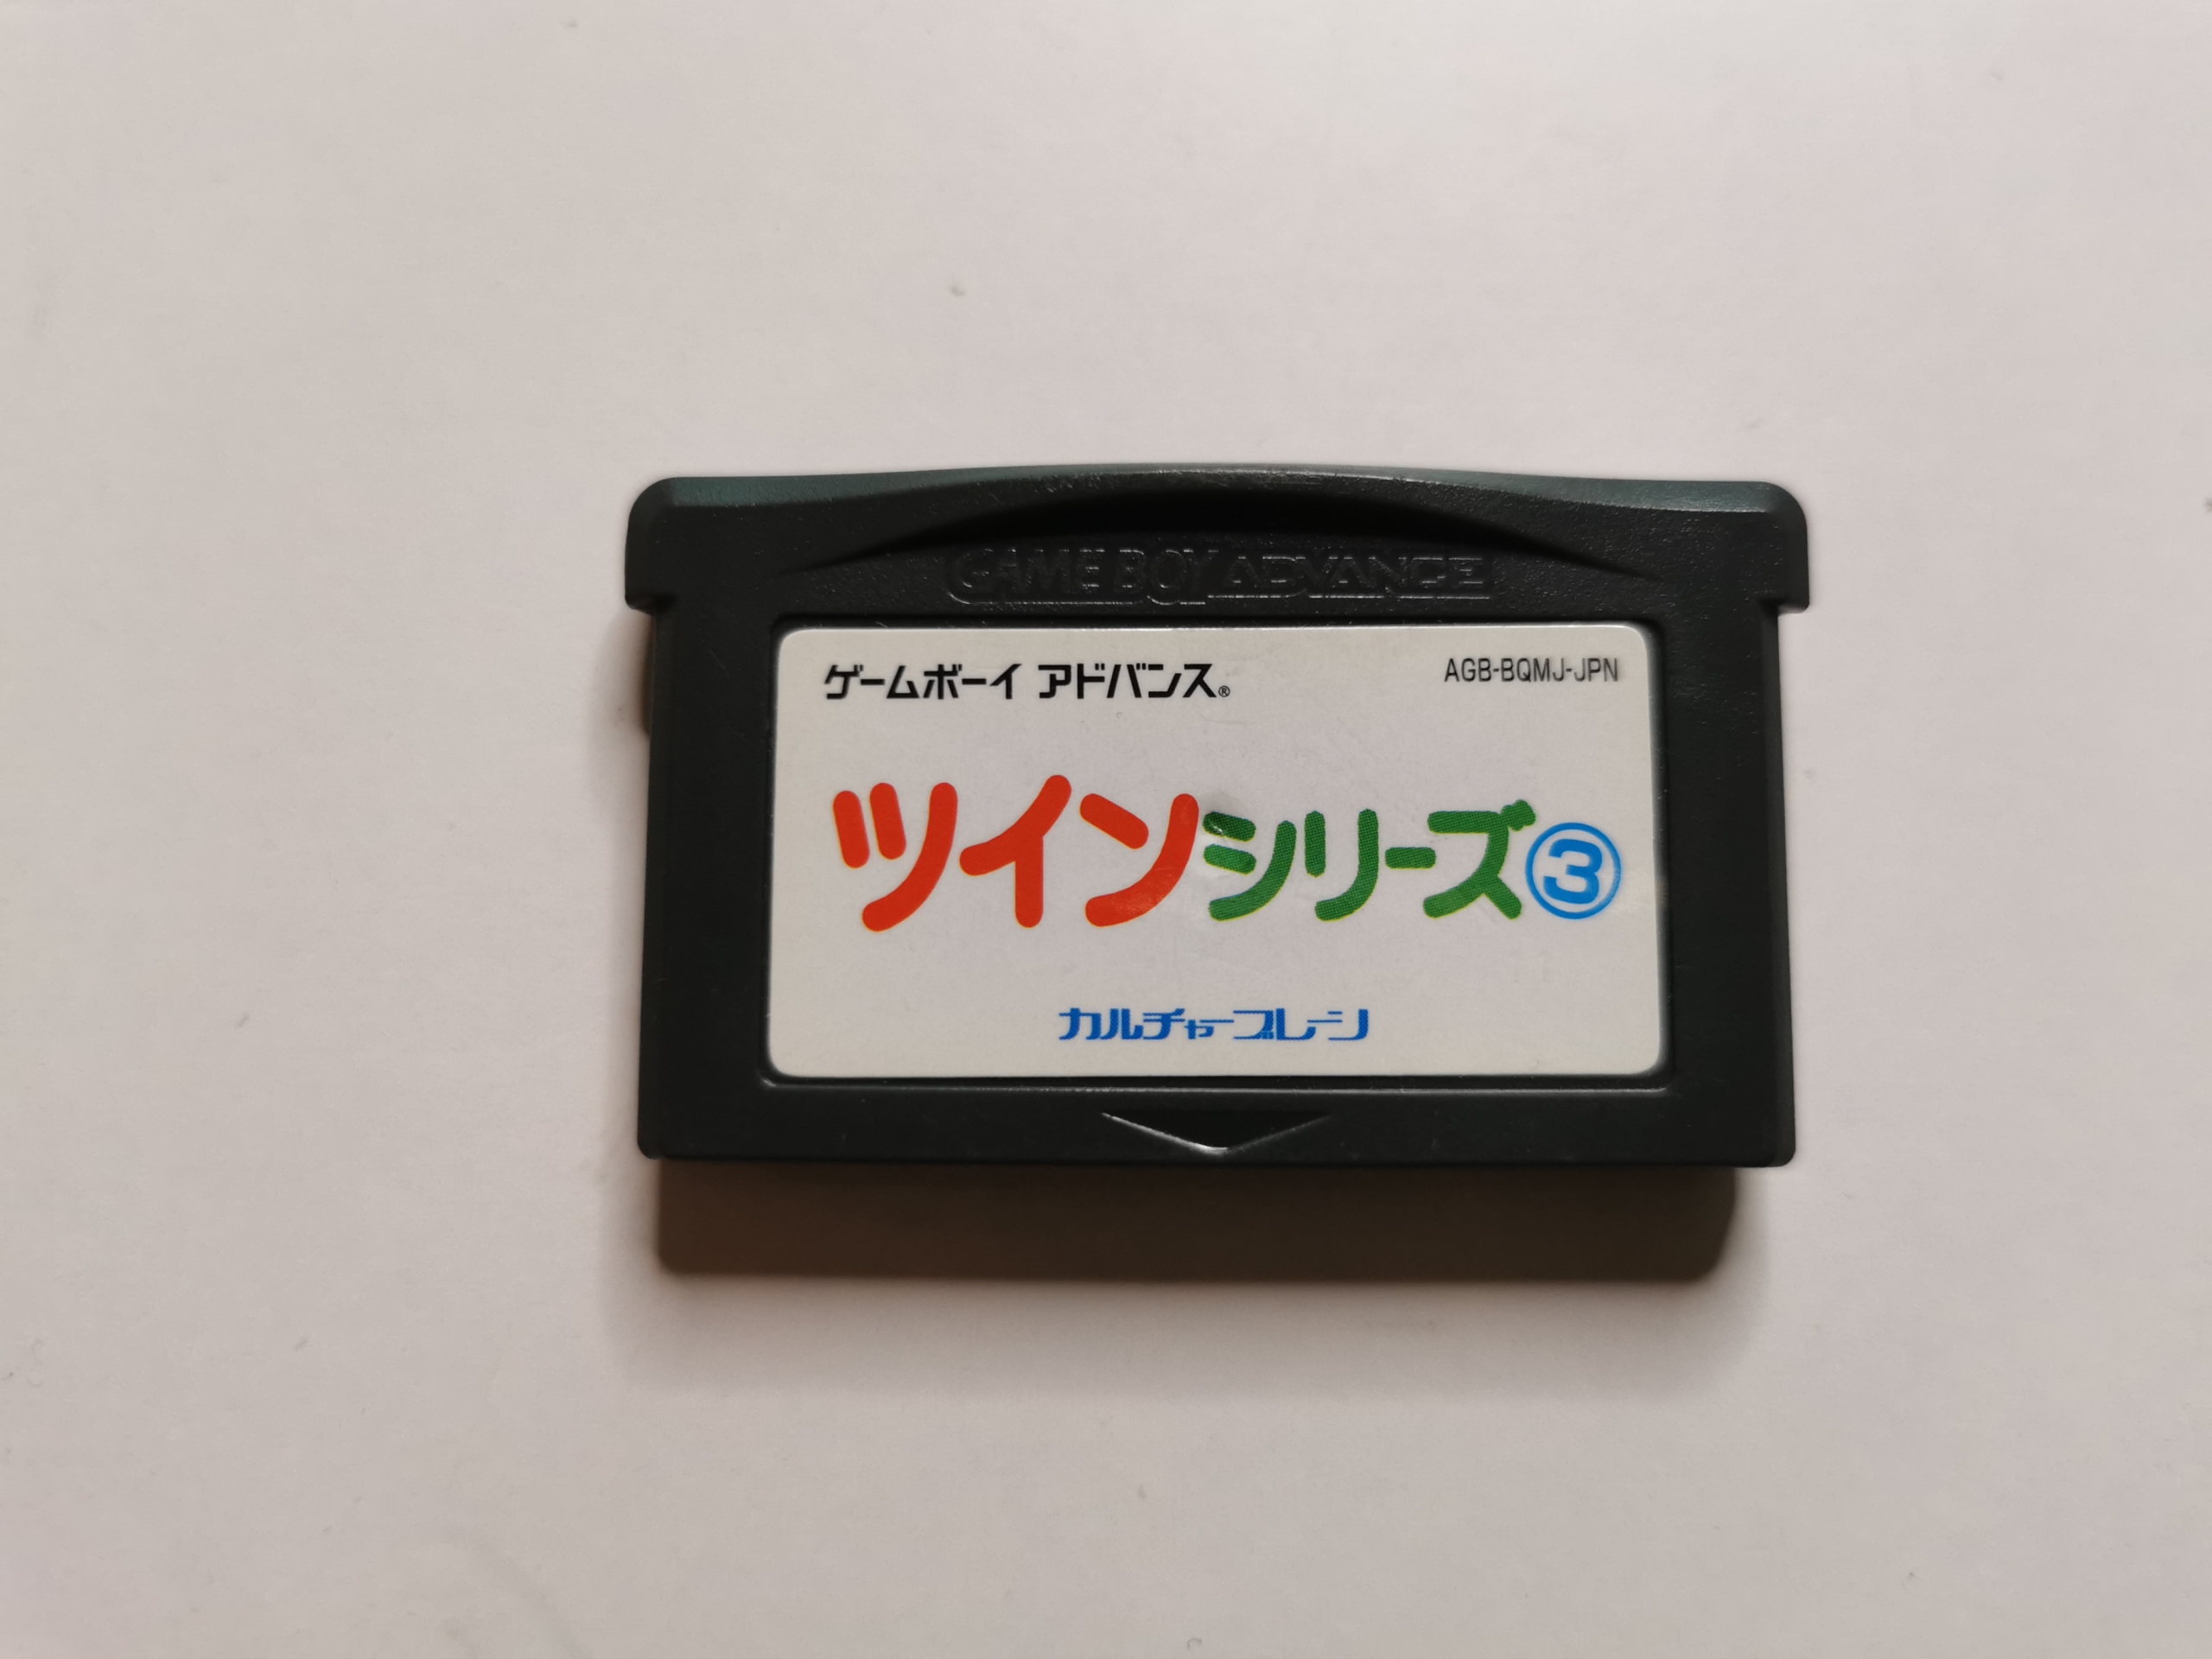 GAME BOY ADVANCE
ゲームボーイ アドバンス®
AGB-BQMJ-JPN
ツインシリーズ③
カルチャーブレーン